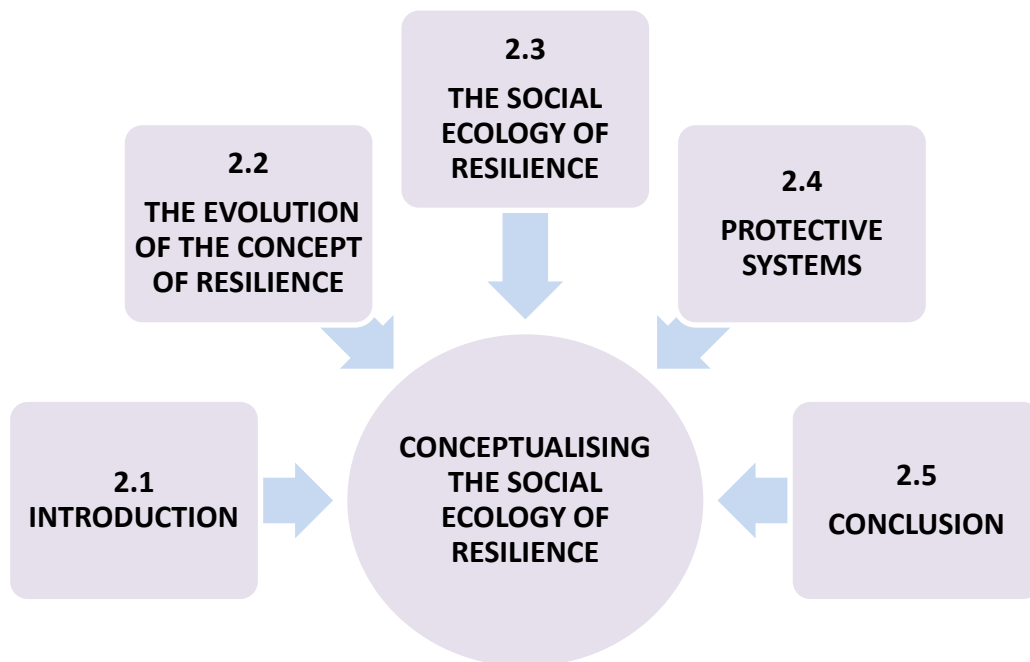 2.1
INTRODUCTION
2.2
THE EVOLUTION
OF THE CONCEPT
OF RESILIENCE
2.3
THE SOCIAL
ECOLOGY OF
RESILIENCE
2.4
PROTECTIVE
SYSTEMS
2.5
CONCLUSION
CONCEPTUALISING
THE SOCIAL
ECOLOGY OF
RESILIENCE